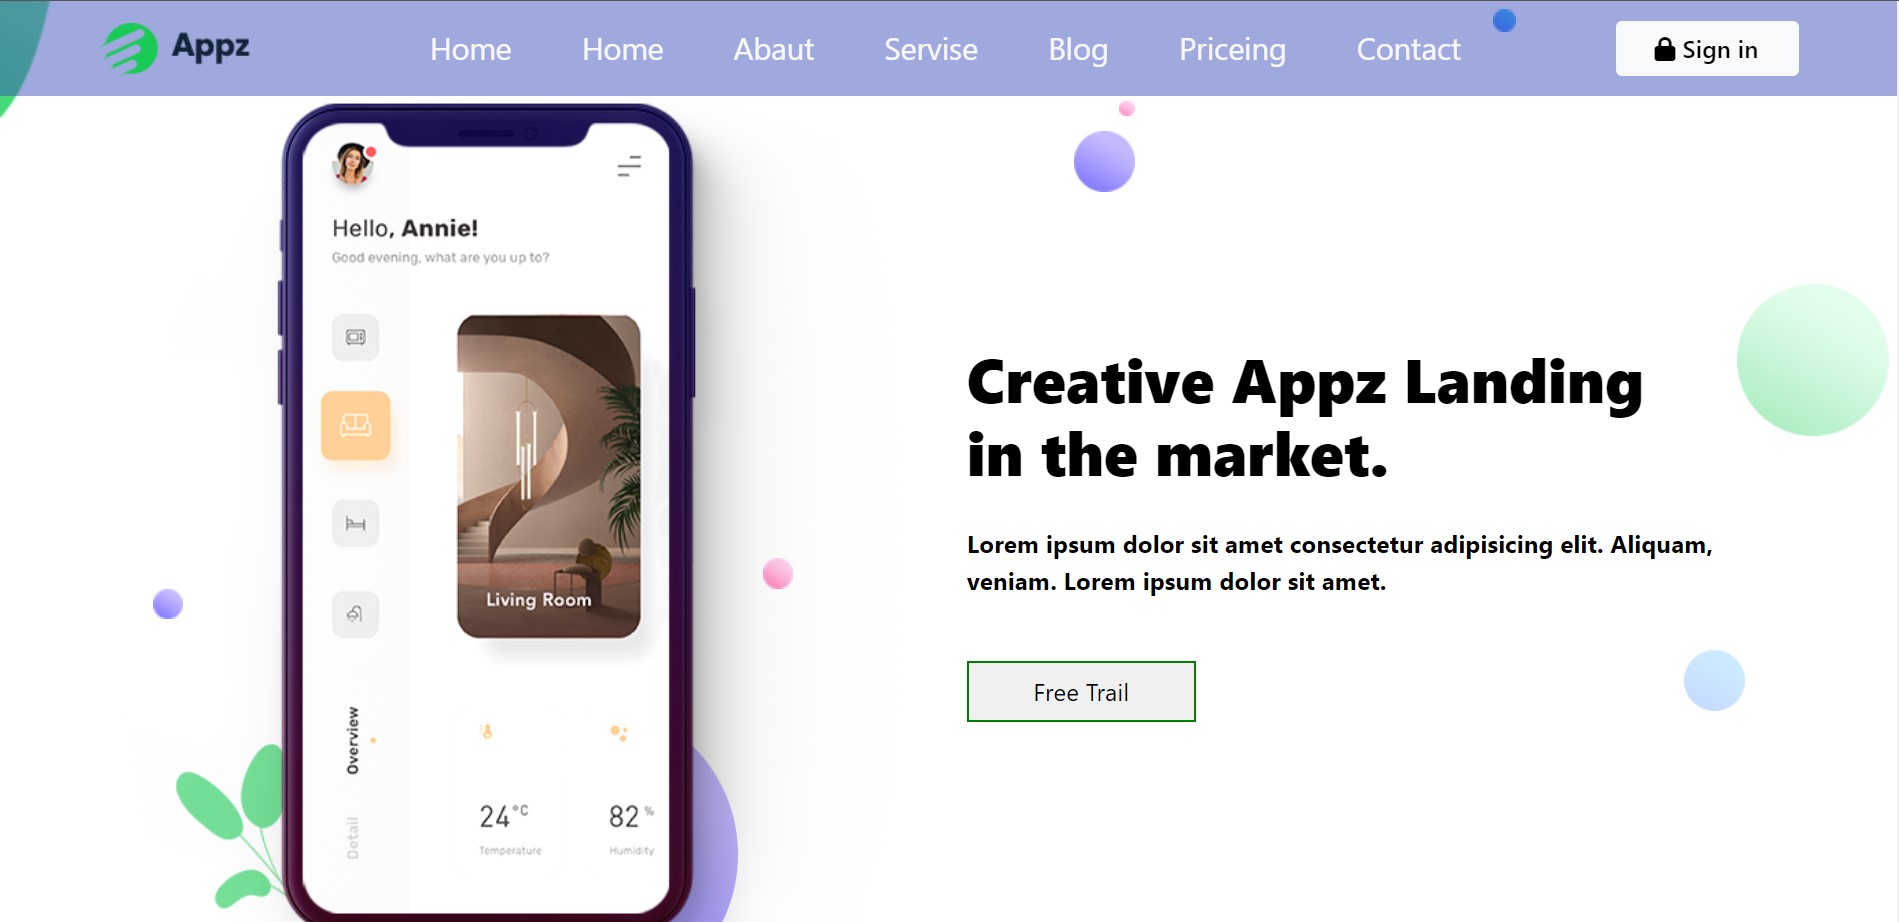 Appz
Home Home Abaut Servise Blog Priceing Contact
Sign in
Hello, Annie!
Good evening, what are you up to?
Living Room
Overview
Detail
24 °C
Temperature
82 %
Humidity
Creative Appz Landing
in the market.
Lorem ipsum dolor sit amet consectetur adipisicing elit. Aliquam,
veniam. Lorem ipsum dolor sit amet.
Free Trail